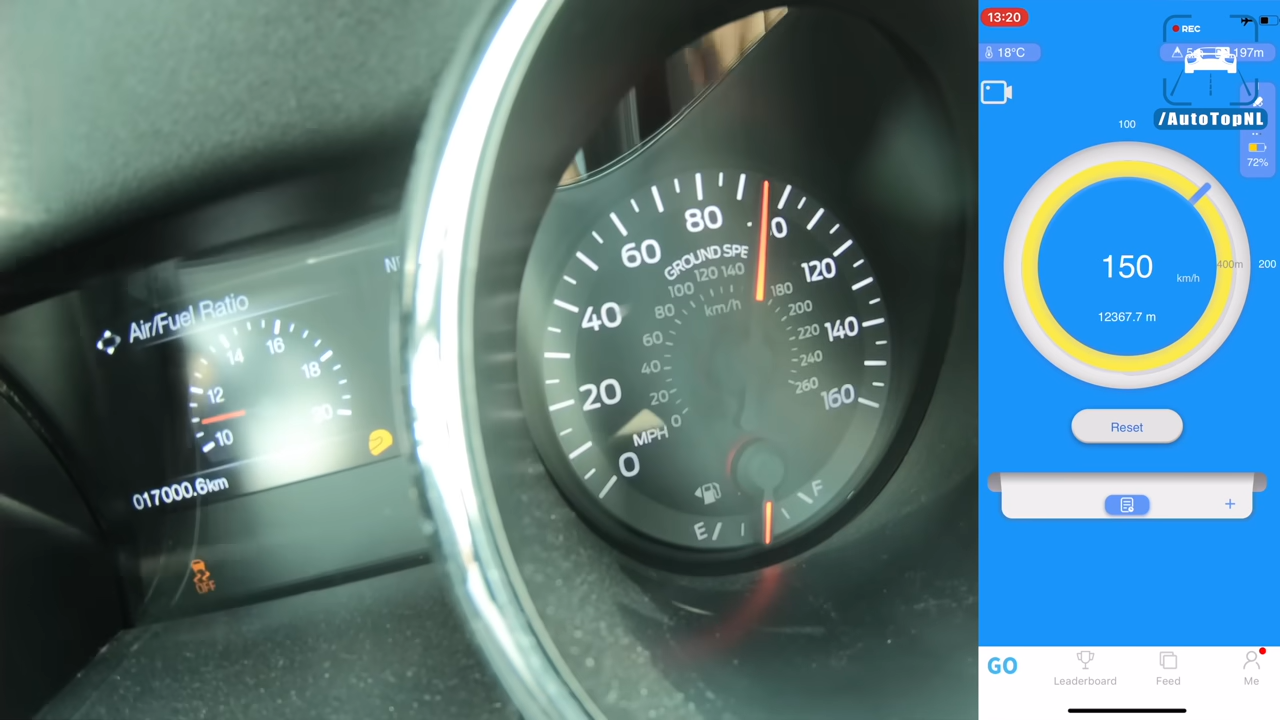 Air/Fuel Ratio
10
12
14
16
18
20
017000.6km
OFF
0
20
40
60
80
120
140
160
GROUND SPE
MPH
km/h
0
20
40
60
80
100
120
140
180
200
220
240
260
E
F
13:20
REC
18°C
197m
/AutoTopNL
72%
100
150
km/h
400m
200
12367.7 m
Reset
GO
Leaderboard
Feed
Me